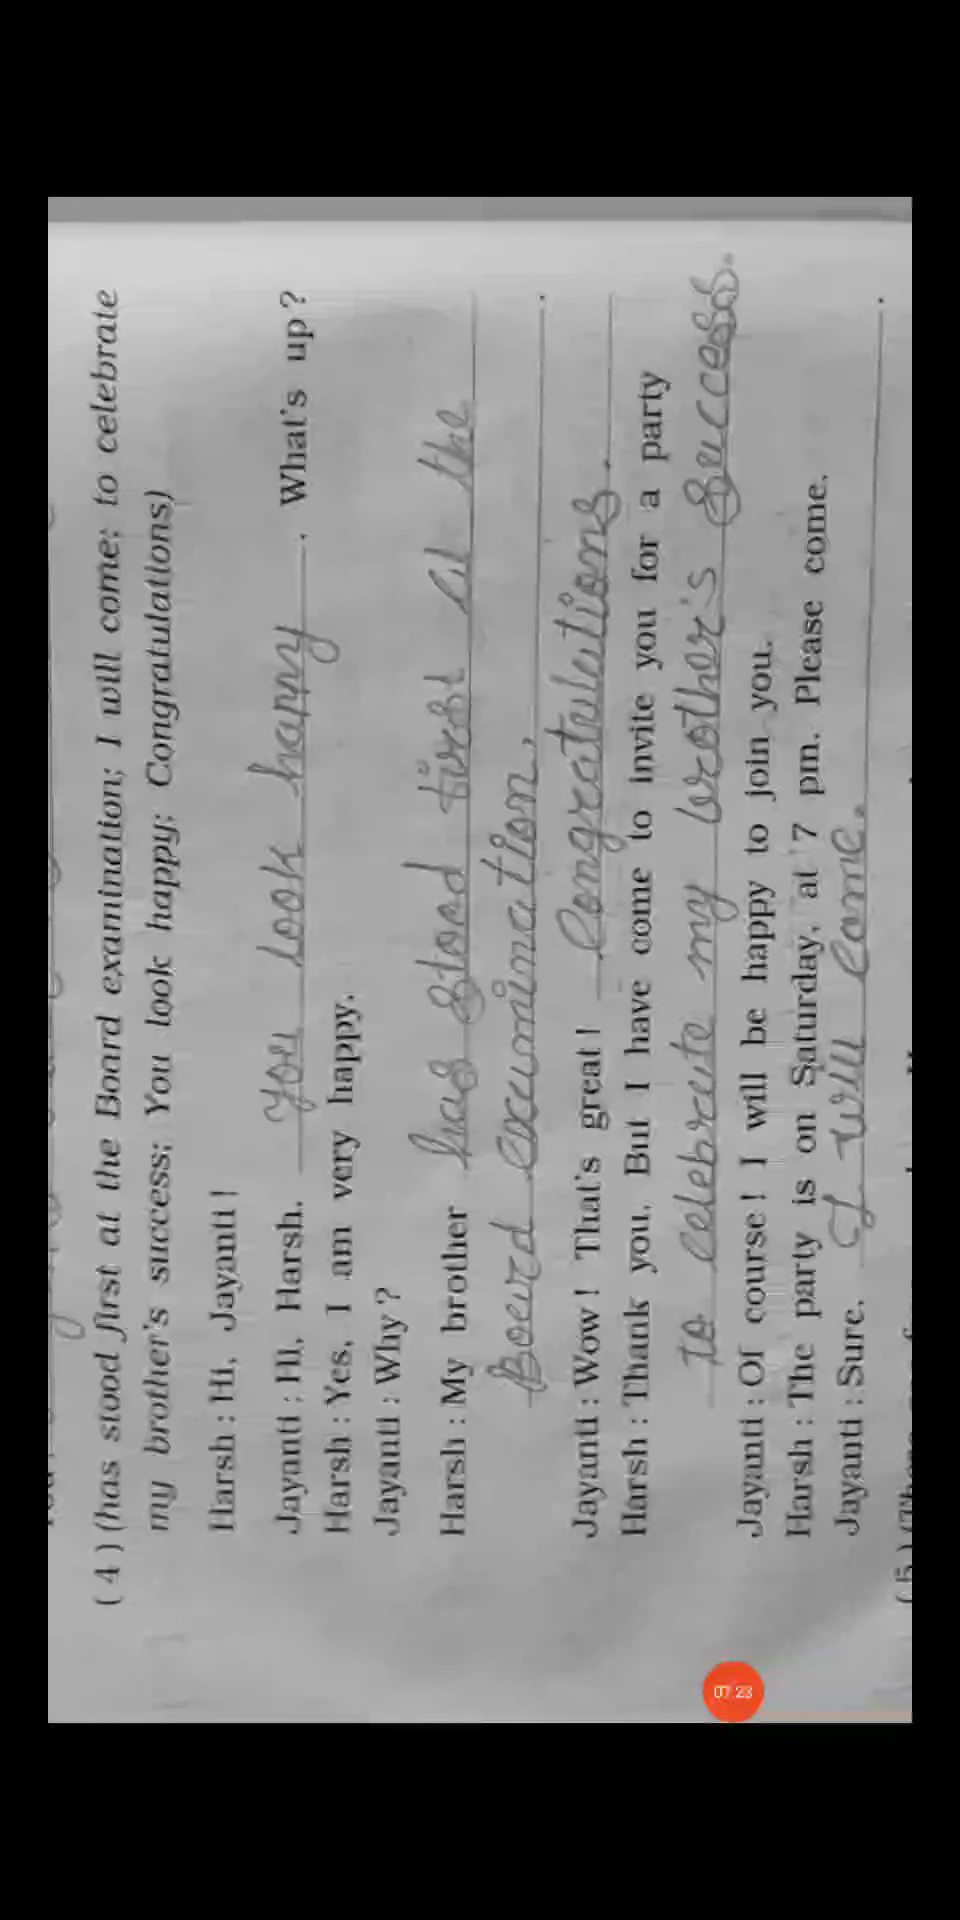 (4) (has stood first at the Board examination; I will come; to celebrate
my brother's success; You look happy; Congratulations)
Harsh : Hi, Jayanti !
Jayanti : Hi, Harsh. You look happy. What's up ?
Harsh : Yes, I am very happy.
Jayanti : Why ?
Harsh : My brother has stood first at the
Board examination.
Jayanti : Wow ! That's great ! Congratulations.
Harsh : Thank you. But I have come to invite you for a party
to celebrate my brother's success.
Jayanti : Of course ! I will be happy to join you.
Harsh : The party is on Saturday, at 7 pm. Please come.
Jayanti : Sure. I will come.
07:23